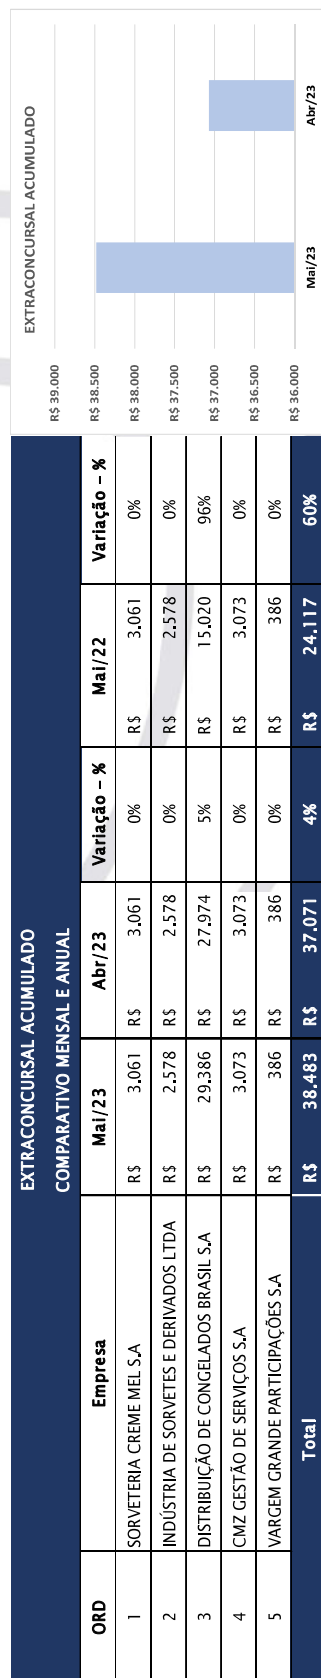 EXTRACONCURSAL ACUMULADO
COMPARATIVO MENSAL E ANUAL
ORD Empresa Mai/23 Abr/23 Variação – % Mai/22 Variação – %
1 SORVETERIA CREME MEL S.A R$ 3.061 R$ 3.061 0% R$ 3.061 0%
2 INDÚSTRIA DE SORVETES E DERIVADOS LTDA R$ 2.578 R$ 2.578 0% R$ 2.578 0%
3 DISTRIBUIÇÃO DE CONGELADOS BRASIL S.A R$ 29.386 R$ 27.974 5% R$ 15.020 96%
4 CMZ GESTÃO DE SERVIÇOS S.A R$ 3.073 R$ 3.073 0% R$ 3.073 0%
5 VARGEM GRANDE PARTICIPAÇÕES S.A R$ 386 R$ 386 0% R$ 386 0%
Total R$ 38.483 R$ 37.071 4% R$ 24.117 60%
EXTRACONCURSAL ACUMULADO
R$ 39.000
R$ 38.500
R$ 38.000
R$ 37.500
R$ 37.000
R$ 36.500
R$ 36.000
Mai/23 Abr/23